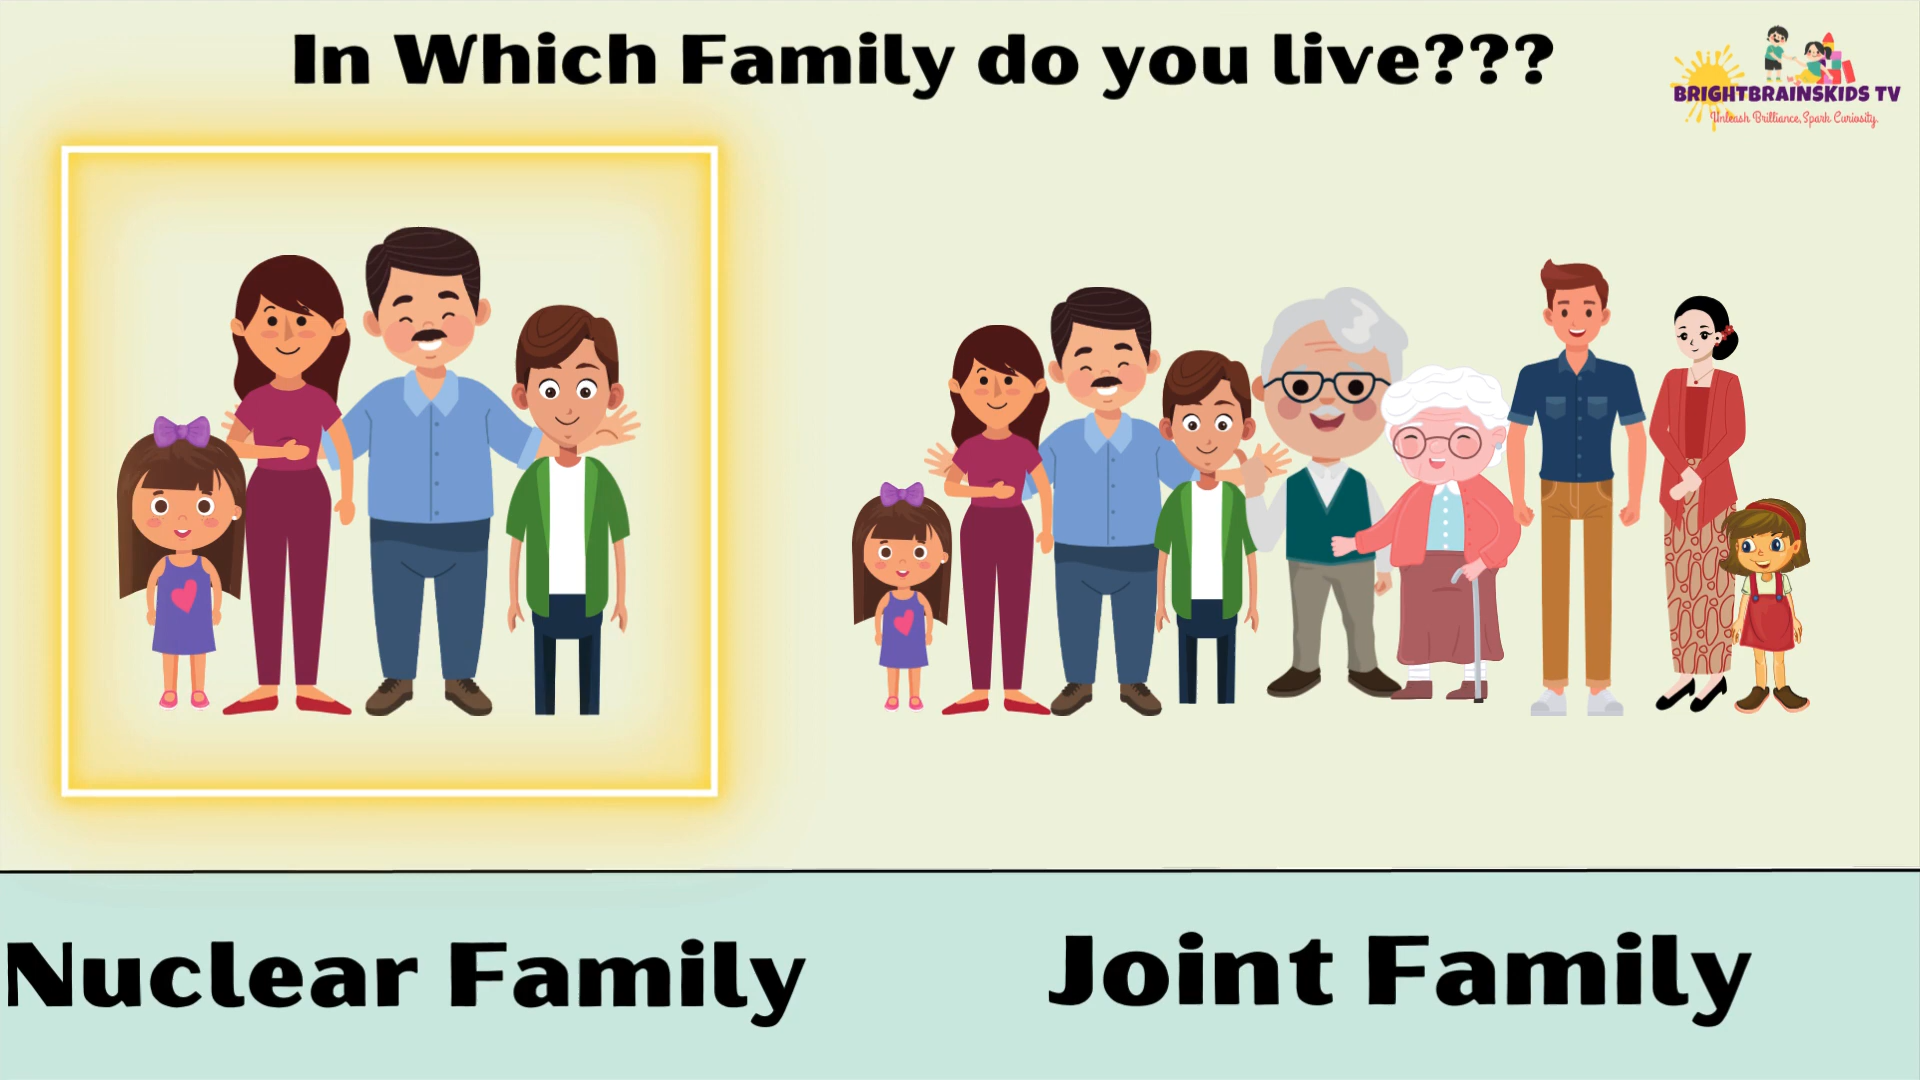 In Which Family do you live???
BRIGHTBRAINSKIDS TV
Unleash Brilliance, Spark Curiosity.
Nuclear Family
Joint Family